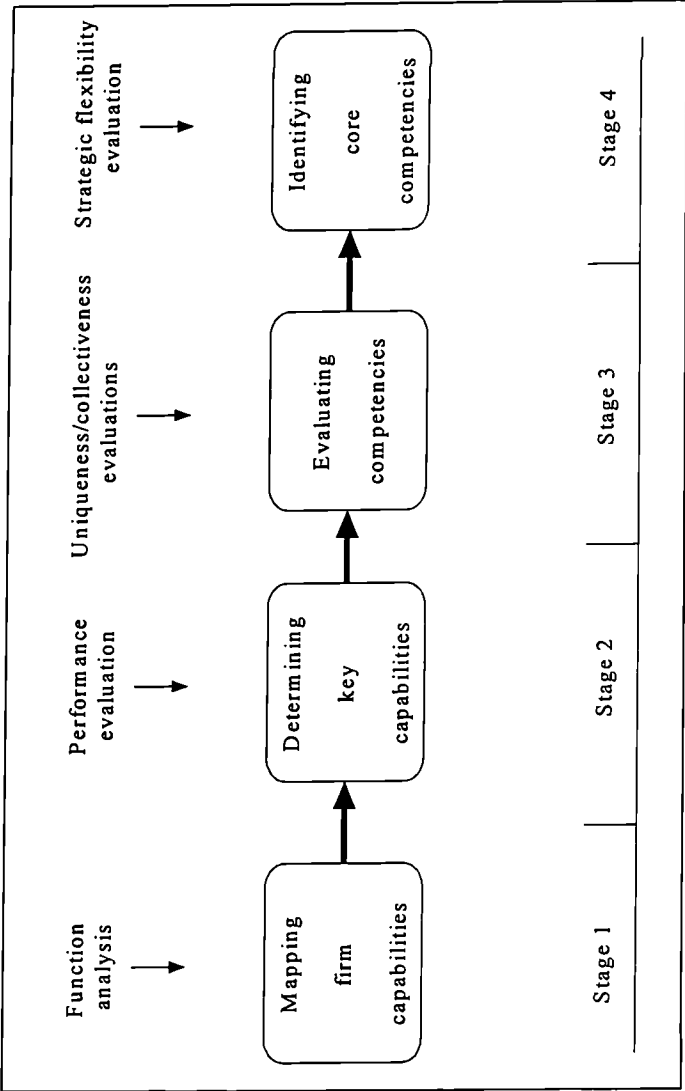 Function
analysis
Performance
evaluation
Uniqueness/collectiveness
evaluations
Strategic flexibility
evaluation
Mapping
firm
capabilities
Determining
key
capabilities
Evaluating
competencies
Identifying
core
competencies
Stage 1
Stage 2
Stage 3
Stage 4